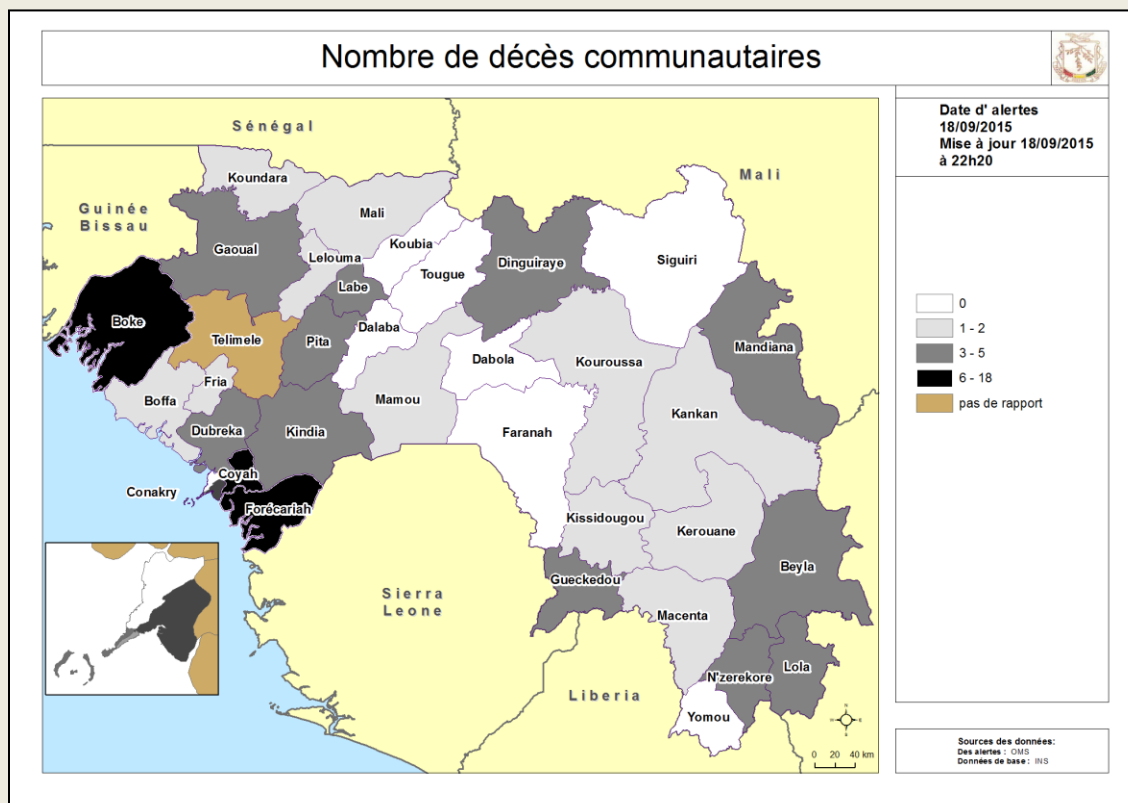 Nombre de décès communautaires
Date d' alertes
18/09/2015
Mise à jour 18/09/2015
à 22h20
Sénégal
Mali
Guinée
Bissau
Koundara
Mali
Gaoual
Koubia
Lelouma
Tougue
Dinguiraye
Siguiri
Labe
Boke
Telimele
Pita
Dalaba
Dabola
Kouroussa
Mandiana
Fria
Boffa
Mamou
Kankan
Dubreka
Kindia
Faranah
Coyah
Conakry
Forécariah
Kissidougou
Kerouane
Beyla
Gueckedou
Sierra
Leone
Macenta
N'zerekore
Lola
Liberia
Yomou
0 20 40 km
0
1 - 2
3 - 5
6 - 18
pas de rapport
Sources des données:
Des alertes : OMS
Données de base : INS